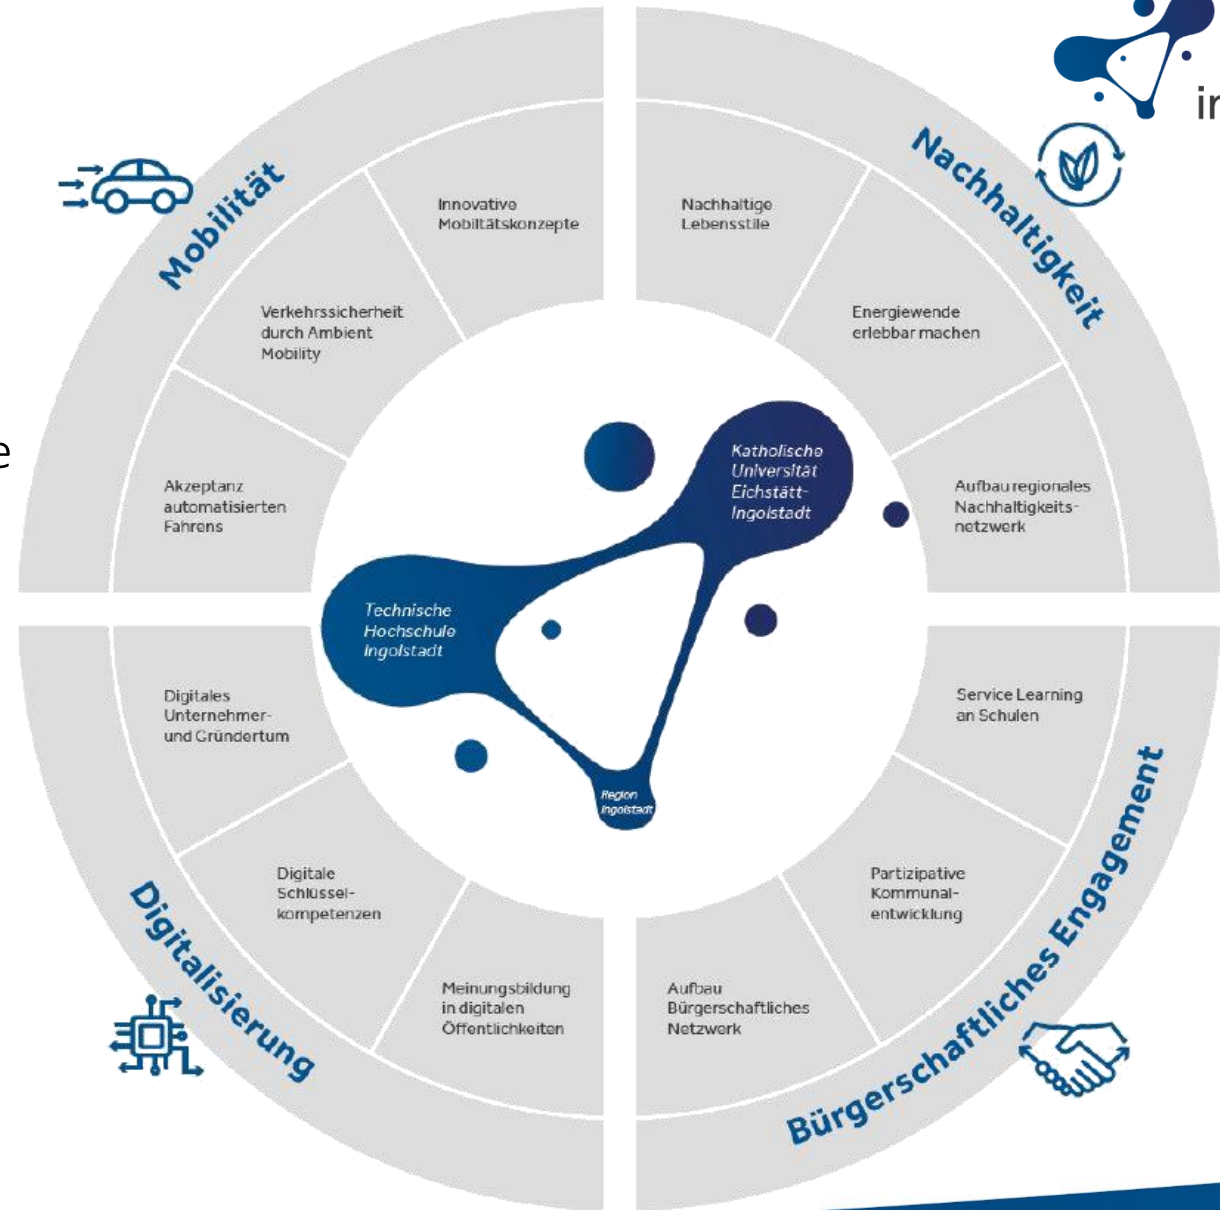 in
Mobilität
Nachhaltigkeit
Innovative
Mobiltätskonzepte
Nachhaltige
Lebensstile
Verkehrssicherheit
durch Ambient
Mobility
Energiewende
erlebbar machen
e
Akzeptanz
automatisierten
Fahrens
Aufbau regionales
Nachhaltigkeits-
netzwerk
Katholische
Universität
Eichstätt-
Ingolstadt
Technische
Hochschule
Ingolstadt
Region
Ingolstadt
Digitales
Unternehmer-
und Gründertum
Service Learning
an Schulen
Digitale
Schlüssel-
kompetenzen
Partizipative
Kommunal-
entwicklung
Meinungsbildung
in digitalen
Öffentlichkeiten
Aufbau
Bürgerschaftliches
Netzwerk
Digitalisierung
Bürgerschaftliches Engagement